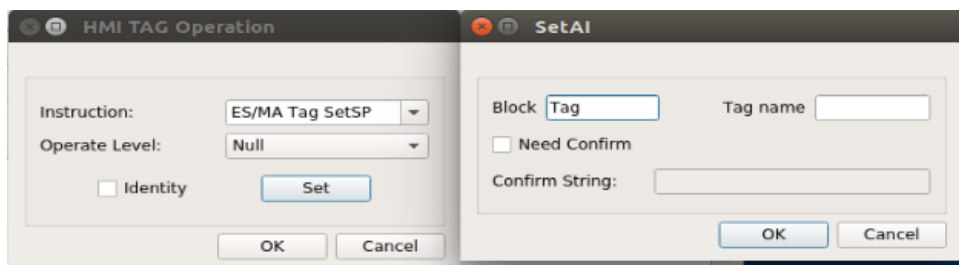 HMI TAG Operation
Instruction: ES/MA Tag SetSP
Operate Level: Null
Identity Set
OK Cancel
SetAI
Block Tag Tag name
Need Confirm
Confirm String:
OK Cancel